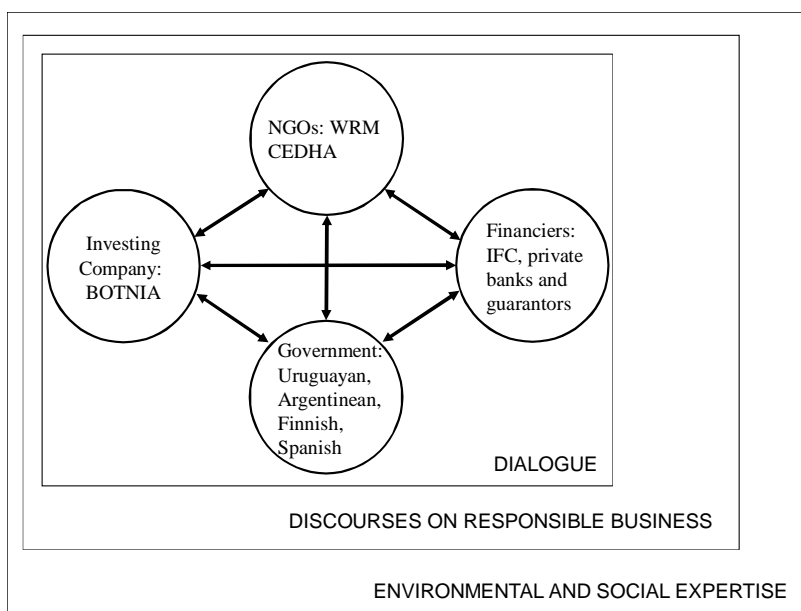 NGOs: WRM
CEDHA
Investing
Company:
BOTNIA
Financiers:
IFC, private
banks and
guarantors
Government:
Uruguayan,
Argentinean,
Finnish,
Spanish
DIALOGUE
DISCOURSES ON RESPONSIBLE BUSINESS
ENVIRONMENTAL AND SOCIAL EXPERTISE